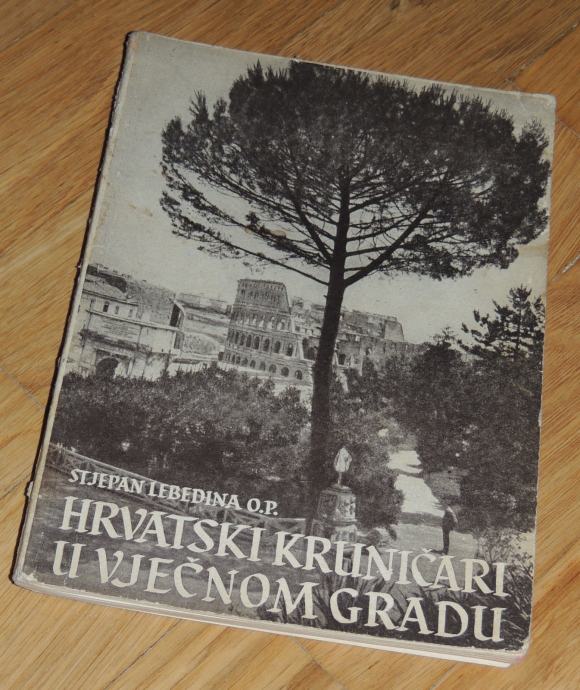 STJEPAN LEBEDINA O.P.
HRVATSKI KRUNIČARI
U VJEČNOM GRADU